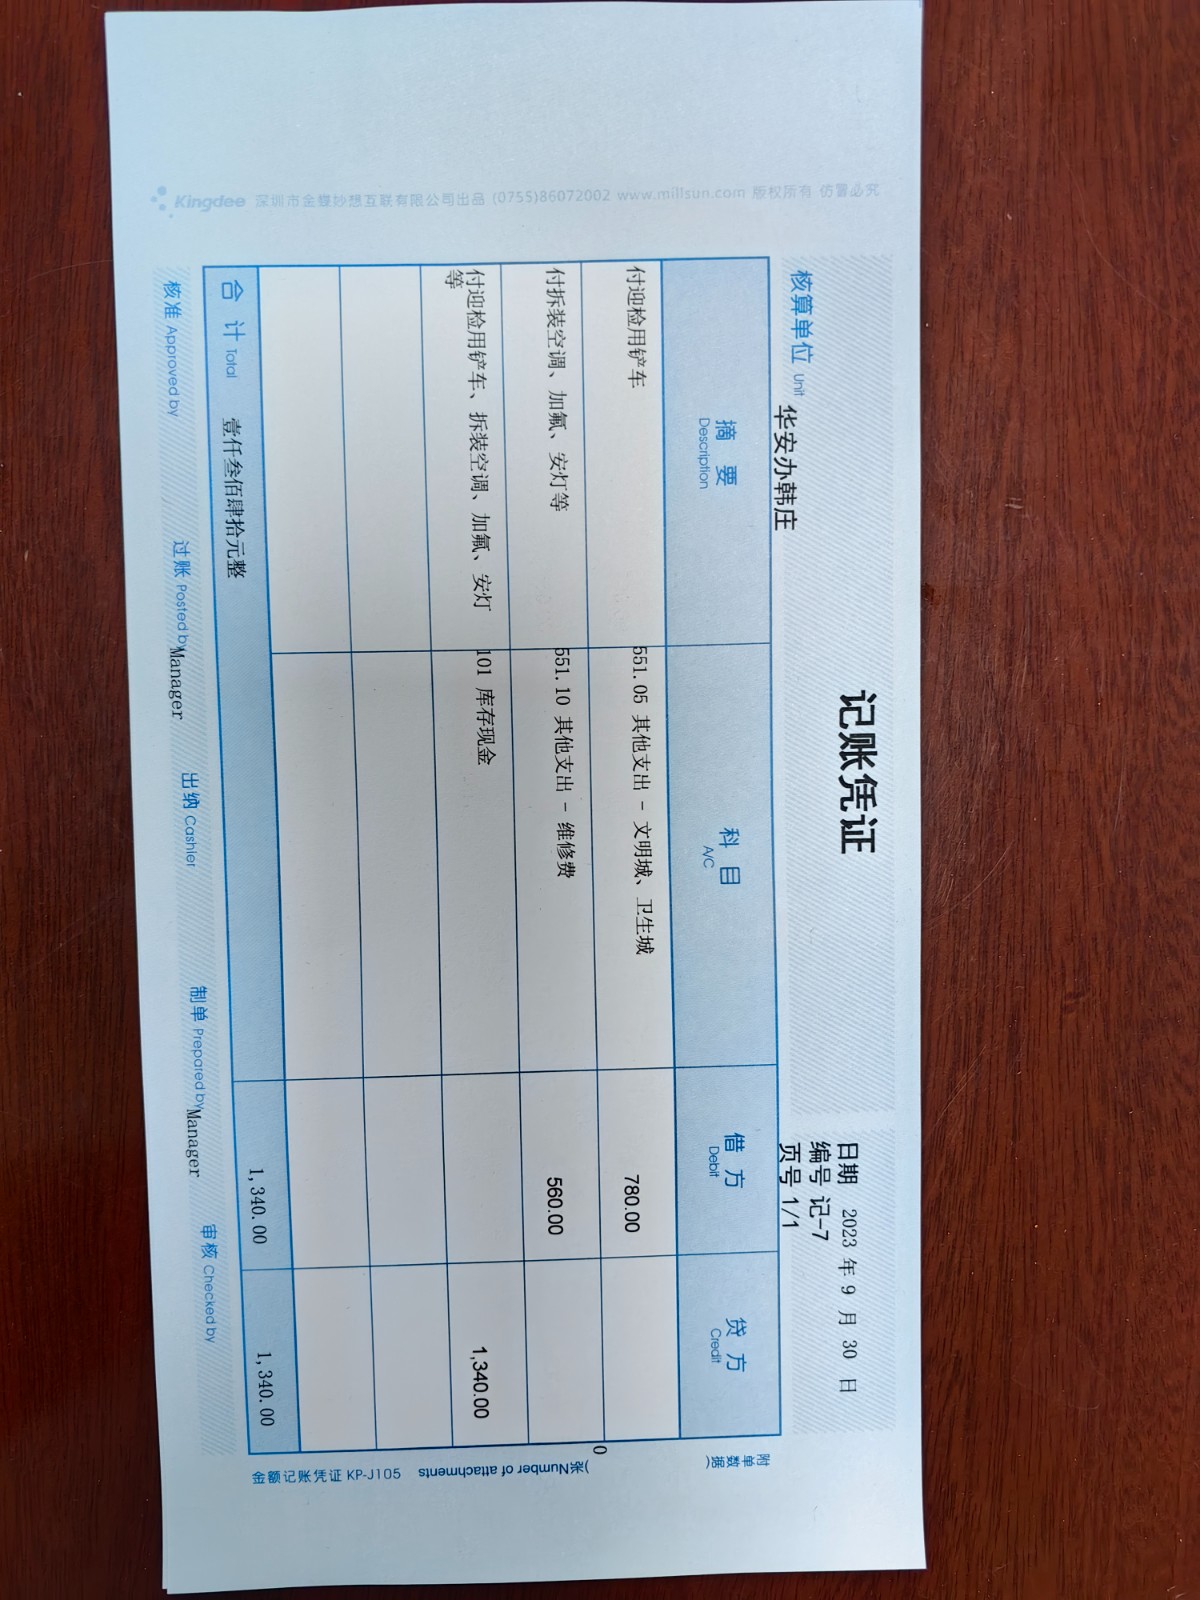 记账凭证
日期 2023 年 9 月 30 日
编号 记-7
核算单位 Unit 华安办韩庄
页号 1/1
摘 要 科 目 借 方 贷 方
Description A/C Debit Credit
付迎检用铲车 551.05 其他支出 - 文明城、卫生城 780.00
付拆装空调、加氟、安灯等 551.10 其他支出 - 维修费 560.00
付迎检用铲车、拆装空调、加氟、安灯 101 库存现金 1,340.00
等
合 计 Total 壹仟叁佰肆拾元整 1,340.00 1,340.00
核准 Approved by 过账 Posted by Manager 出纳 Cashier 制单 Prepared by Manager 审核 Checked by
附单数据)
0
张Number of attachments)
金额记账凭证 KP-J105
Kingdee 深圳市金蝶妙想互联有限公司出品 (0755)86072002 www.millsun.com 版权所有 仿冒必究